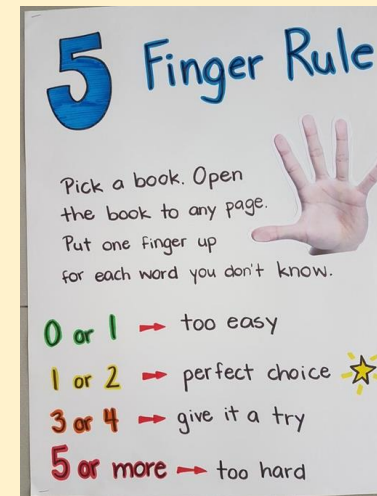 5 Finger Rule
Pick a book. Open
the book to any page.
Put one finger up
for each word you don't know.
0 or 1 → too easy
1 or 2 → perfect choice
3 or 4 → give it a try
5 or more → too hard